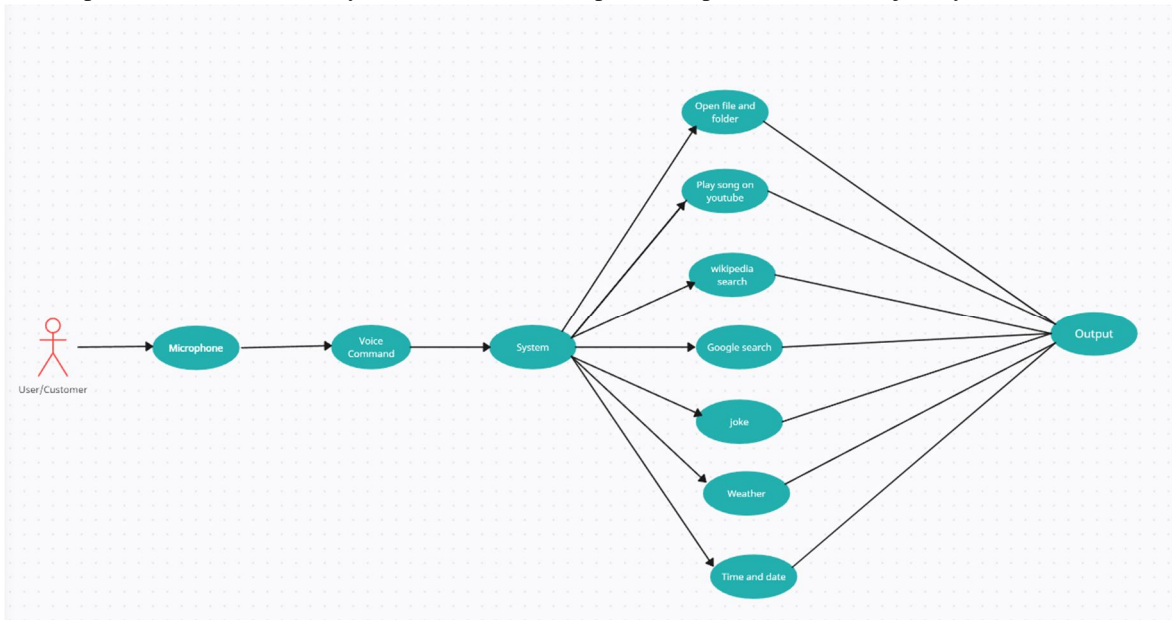 Open file and
folder
Play song on
youtube
wikipedia
search
Microphone
Voice
Command
System
Google search
Output
User/Customer
joke
Weather
Time and date